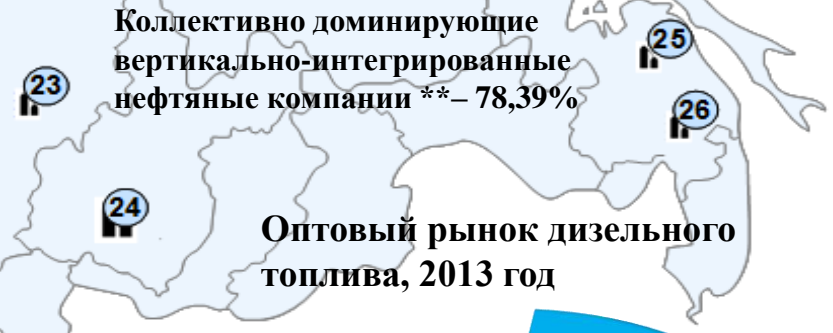 Коллективно доминирующие
вертикально-интегрированные
нефтяные компании **– 78,39%
25
23
26
24
Оптовый рынок дизельного
топлива, 2013 год